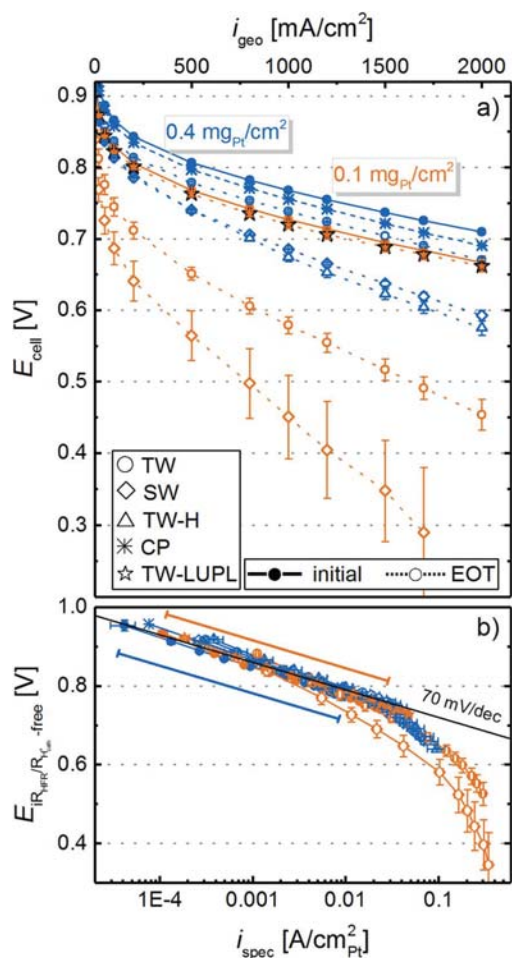 i_geo [mA/cm²]
0 500 1000 1500 2000
a)
0.4 mg_Pt/cm²
0.1 mg_Pt/cm²
E_cell [V]
0.9
0.8
0.7
0.6
0.5
0.4
0.3
TW
SW
TW-H
CP
TW-LUPL
initial EOT
b)
E_iR_HFR/R_H+,-free [V]
1.0
0.8
0.6
0.4
70 mV/dec
1E-4 0.001 0.01 0.1
i_spec [A/cm²_Pt]